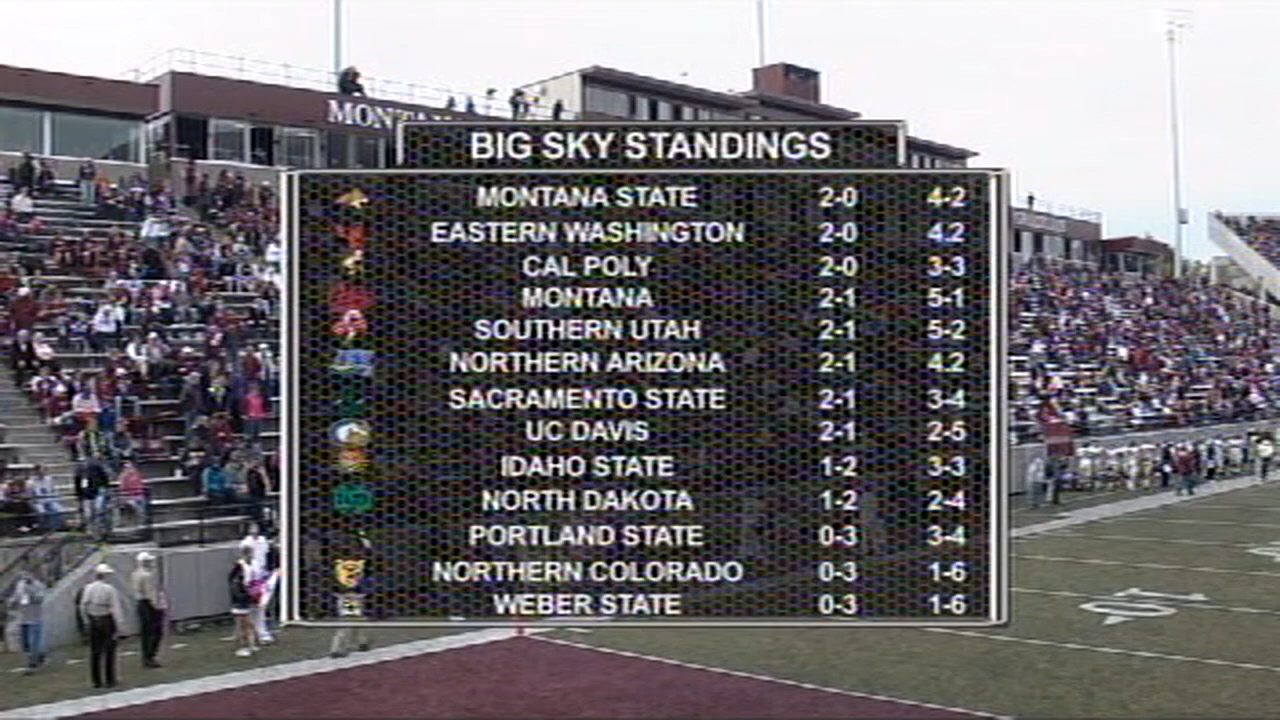 BIG SKY STANDINGS
MONTANA STATE 2-0 4-2
EASTERN WASHINGTON 2-0 4.2
CAL POLY 2-0 3-3
MONTANA 2-1 5-1
SOUTHERN UTAH 2-1 5-2
NORTHERN ARIZONA 2-1 4.2
SACRAMENTO STATE 2-1 3-4
UC DAVIS 2-1 2-5
IDAHO STATE 1-2 3-3
NORTH DAKOTA 1-2 2-4
PORTLAND STATE 0-3 3-4
NORTHERN COLORADO 0-3 1-6
WEBER STATE 0-3 1-6
10